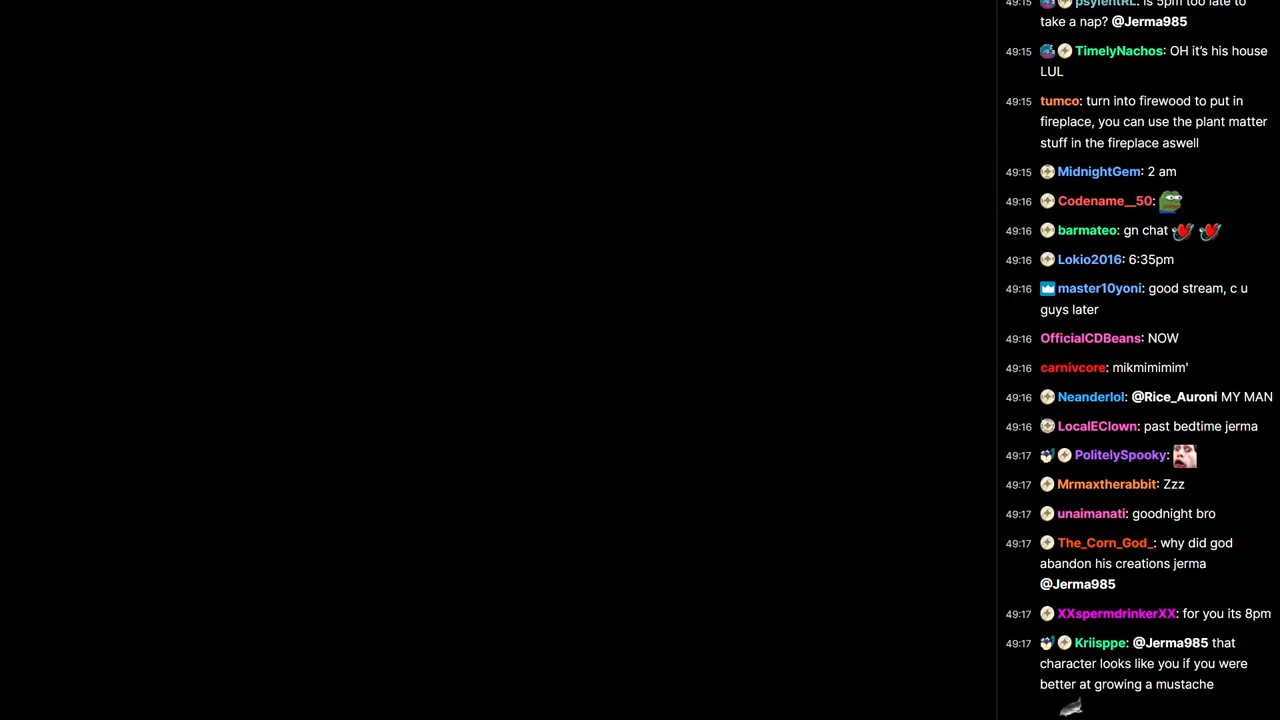 49:15 psylentRL: is 5pm too late to
take a nap? @Jerma985
49:15 TimelyNachos: OH it's his house
LUL
49:15 tumco: turn into firewood to put in
fireplace, you can use the plant matter
stuff in the fireplace aswell
49:15 MidnightGem: 2 am
49:16 Codename__50:
49:16 barmateo: gn chat
49:16 Lokio2016: 6:35pm
49:16 master10yoni: good stream, c u
guys later
49:16 OfficialCDBeans: NOW
49:16 carnivcore: mikmimimim'
49:16 Neanderlol: @Rice_Auroni MY MAN
49:16 LocalEClown: past bedtime jerma
49:17 PolitelySpooky:
49:17 Mrmaxtherabbit: Zzz
49:17 unaimanati: goodnight bro
49:17 The_Corn_God_: why did god
abandon his creations jerma
@Jerma985
49:17 XXspermdrinkerXX: for you its 8pm
49:17 Kriisppe: @Jerma985 that
character looks like you if you were
better at growing a mustache